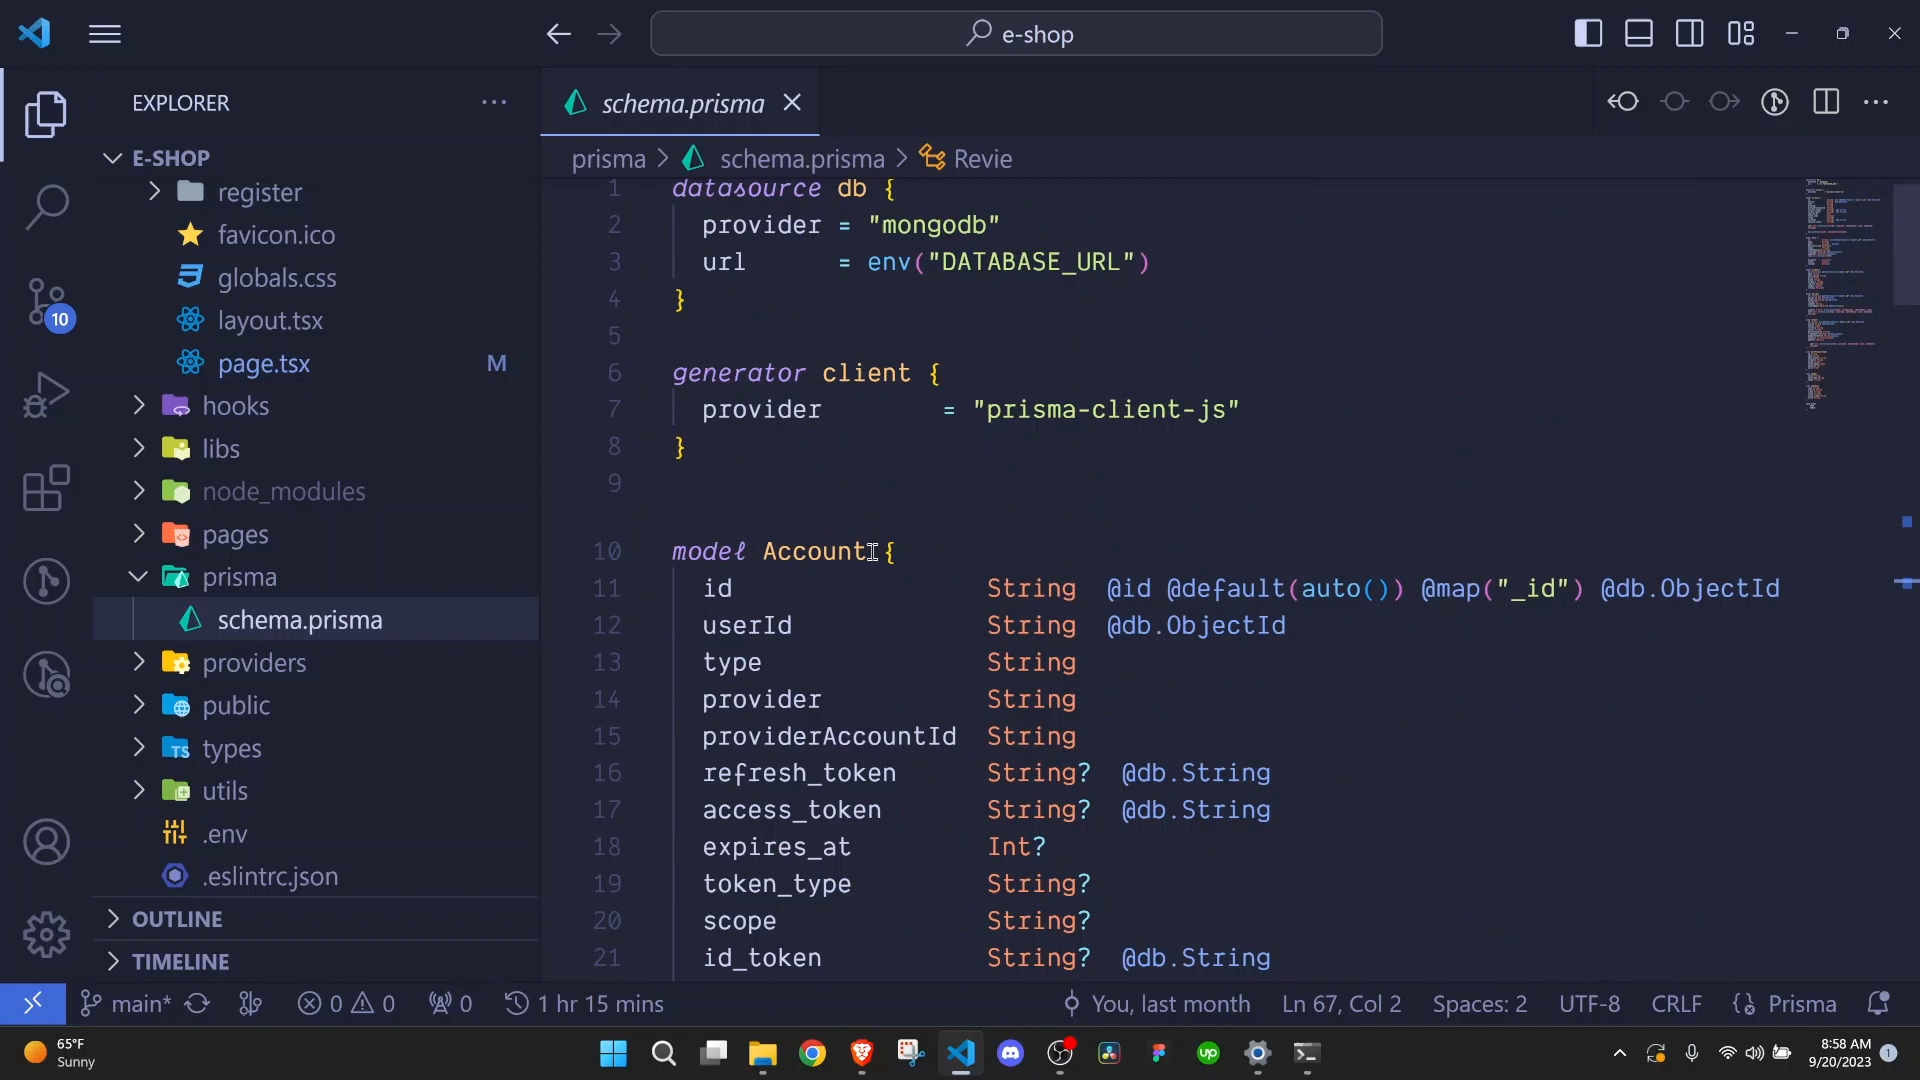 e-shop
EXPLORER
E-SHOP
register
favicon.ico
globals.css
layout.tsx
page.tsx M
hooks
libs
node_modules
pages
prisma
schema.prisma
providers
public
TS types
utils
.env
.eslintrc.json
OUTLINE
TIMELINE
10
schema.prisma
prisma > schema.prisma > Revie
1 datasource db {
2 provider = "mongodb"
3 url = env("DATABASE_URL")
4 }
5
6 generator client {
7 provider = "prisma-client-js"
8 }
9
10 model Account {
11 id String @id @default(auto()) @map("_id") @db.ObjectId
12 userId String @db.ObjectId
13 type String
14 provider String
15 providerAccountId String
16 refresh_token String? @db.String
17 access_token String? @db.String
18 expires_at Int?
19 token_type String?
20 scope String?
21 id_token String? @db.String
main* 0 0 0 1 hr 15 mins You, last month Ln 67, Col 2 Spaces: 2 UTF-8 CRLF Prisma
65°F
Sunny
up
8:58 AM
9/20/2023
1